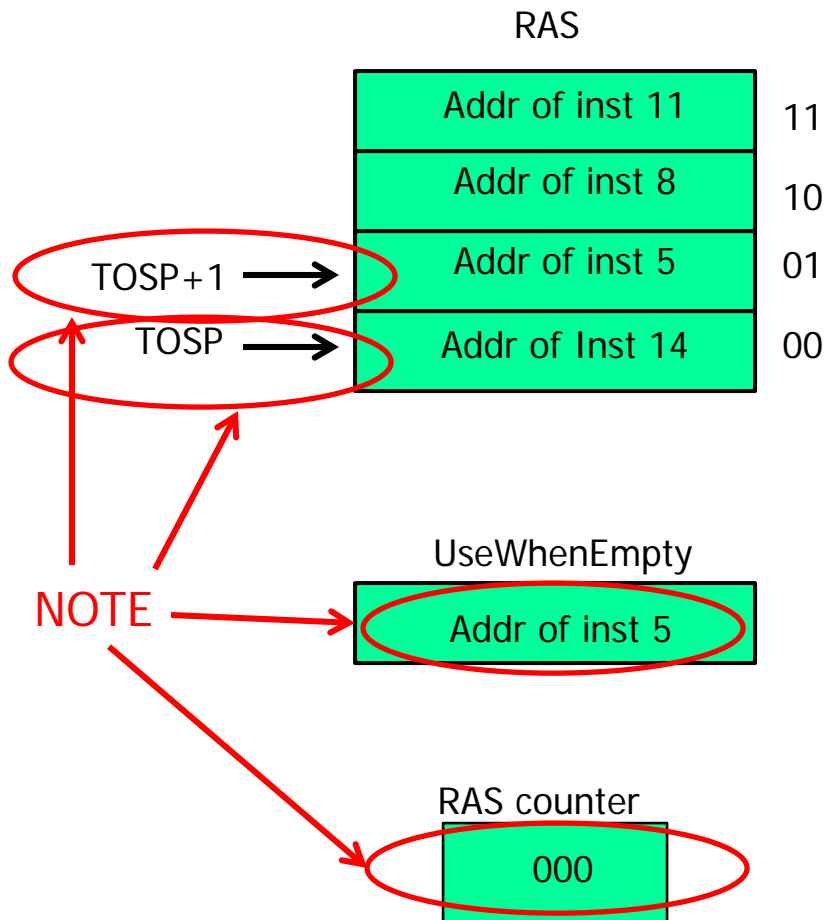 RAS
Addr of inst 11
11
Addr of inst 8
10
TOSP+1
Addr of inst 5
01
TOSP
Addr of Inst 14
00
UseWhenEmpty
NOTE
Addr of inst 5
RAS counter
000